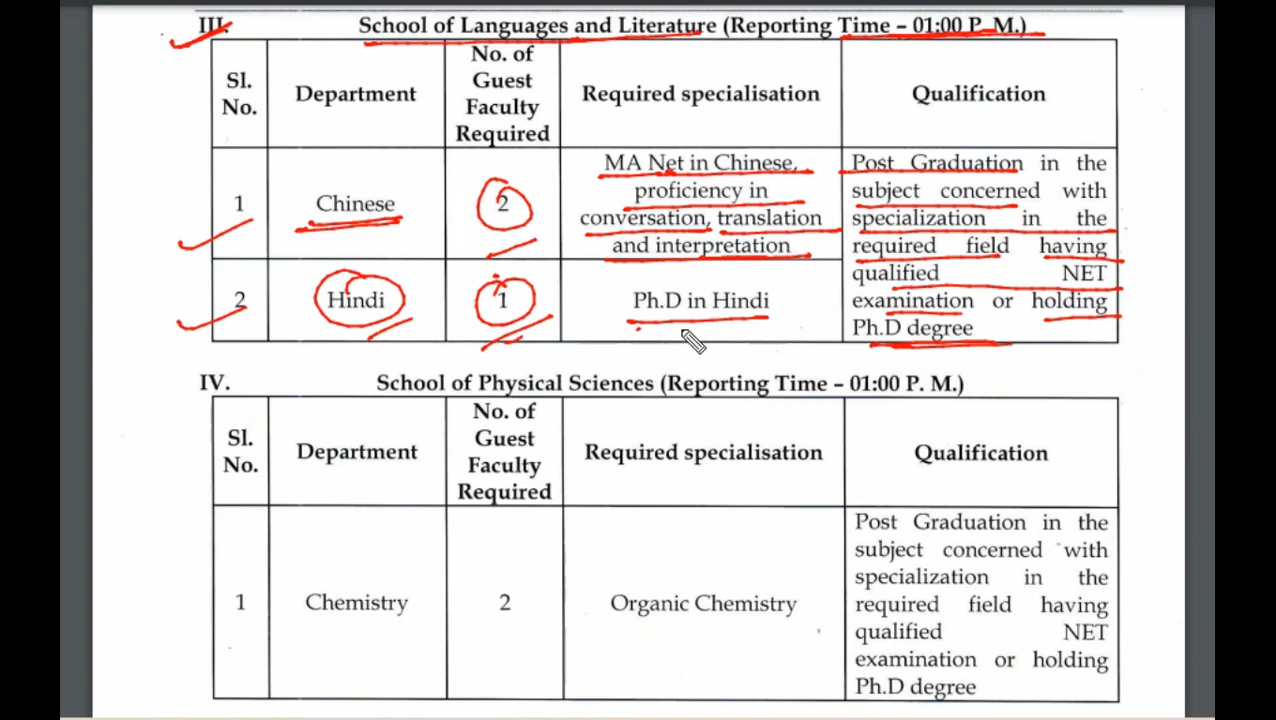 III. School of Languages and Literature (Reporting Time – 01:00 P. M.)
Sl. No. Department No. of Guest Faculty Required Required specialisation Qualification
1 Chinese 2 MA Net in Chinese, proficiency in conversation, translation and interpretation Post Graduation in the subject concerned with specialization in the required field having qualified NET examination or holding Ph.D degree
2 Hindi 1 Ph.D in Hindi
IV. School of Physical Sciences (Reporting Time – 01:00 P. M.)
Sl. No. Department No. of Guest Faculty Required Required specialisation Qualification
1 Chemistry 2 Organic Chemistry Post Graduation in the subject concerned with specialization in the required field having qualified NET examination or holding Ph.D degree